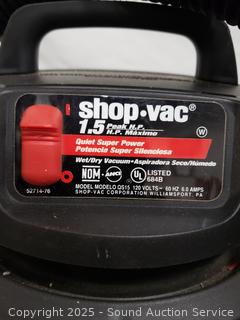 shop·vac®
1.5 Peak H.P.
H.P. Máximo
W
Quiet Super Power
Potencia Super Silenciosa
Wet/Dry Vacuum • Aspiradora Seco/Húmedo
NOM ANCE UL LISTED 684B
52714-76
MODEL MODELO QS15 120 VOLTS~ 60 HZ 6.0 AMPS
SHOP-VAC CORPORATION WILLIAMSPORT, PA
Copyright 2025 - Sound Auction Service